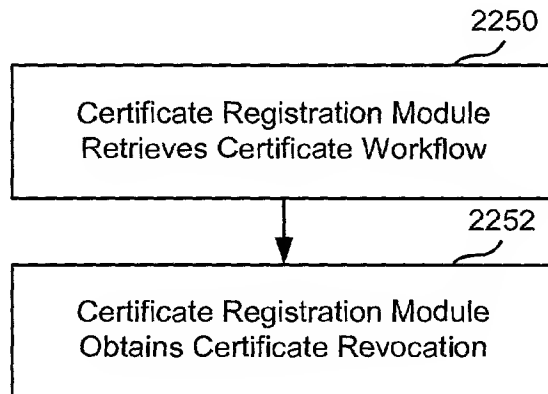 2250
Certificate Registration Module
Retrieves Certificate Workflow
2252
Certificate Registration Module
Obtains Certificate Revocation